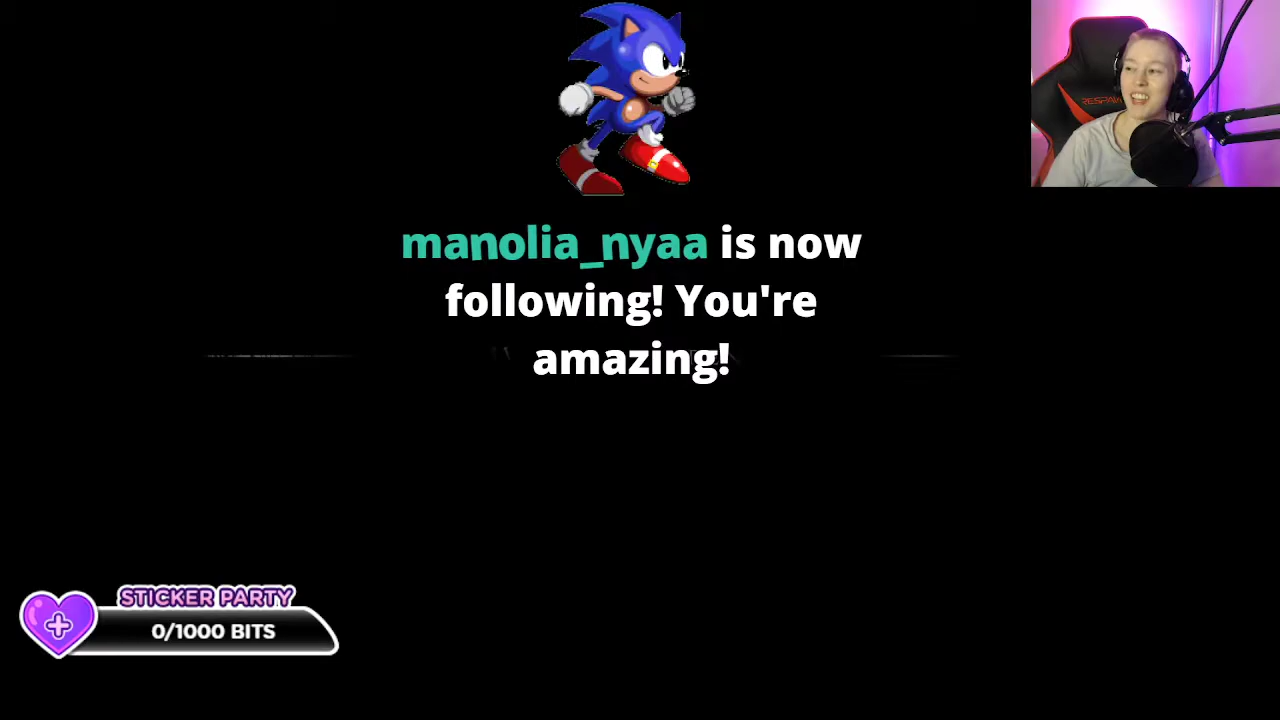 manolia_nyaa is now
following! You're
amazing!
STICKER PARTY
0/1000 BITS